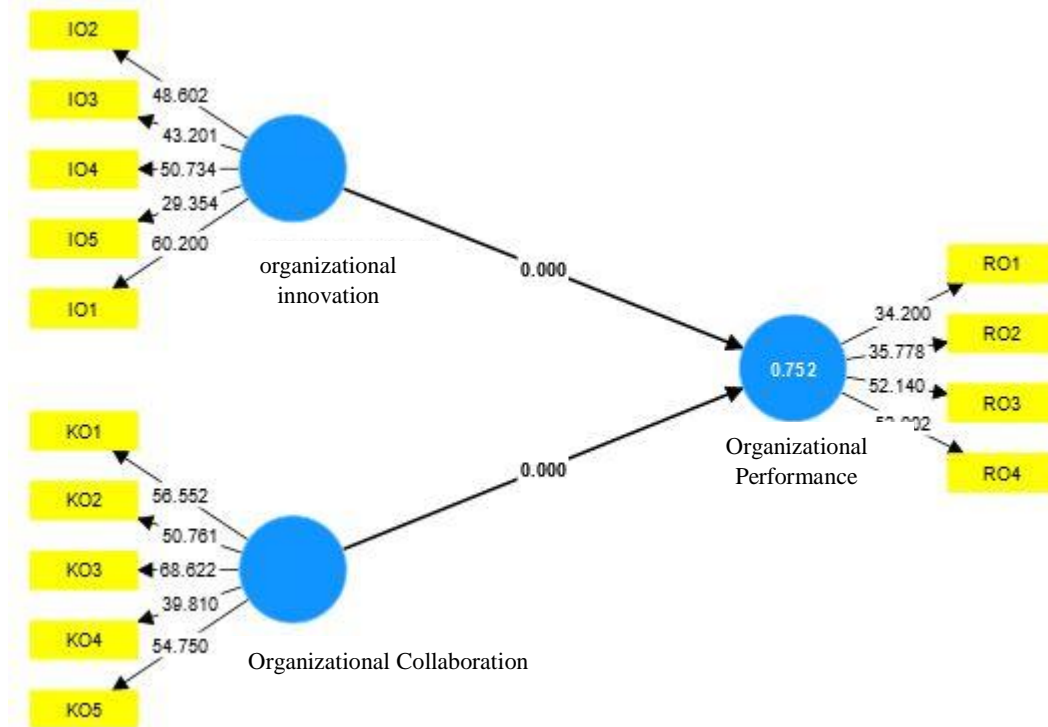 IO2
48.602
IO3
43.201
IO4
50.734
IO5
29.354
60.200
IO1
organizational
innovation
0.000
RO1
34.200
RO2
35.778
0.752
52.140
RO3
RO4
Organizational
Performance
KO1
56.552
KO2
50.761
KO3
68.622
39.810
KO4
54.750
KO5
0.000
Organizational Collaboration